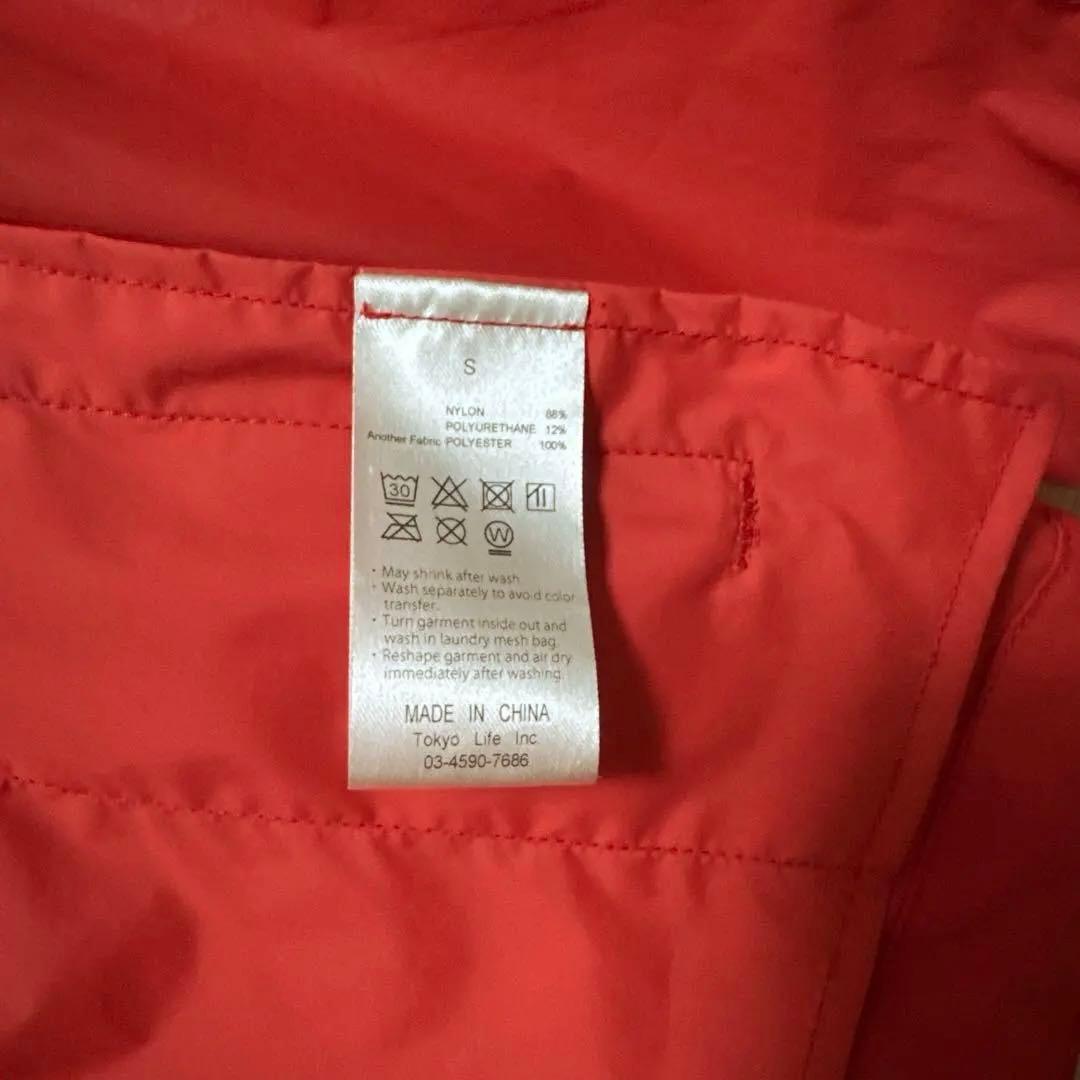 S
NYLON 88%
POLYURETHANE 12%
Another Fabric POLYESTER 100%
30
W
• May shrink after wash
• Wash separately to avoid color
transfer.
• Turn garment inside out and
wash in laundry mesh bag.
• Reshape garment and air dry
immediately after washing.
MADE IN CHINA
Tokyo Life Inc
03-4590-7686